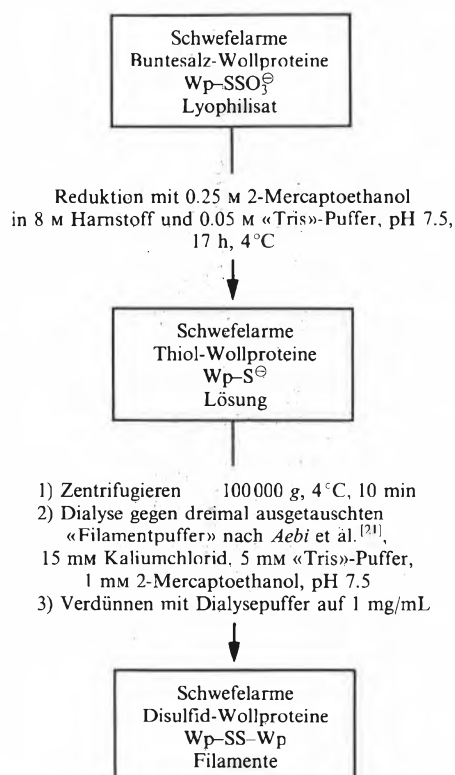 Schwefelarme
Buntesalz-Wollproteine
Wp–SSO₃⊖
Lyophilisat
Reduktion mit 0.25 M 2-Mercaptoethanol
in 8 M Harnstoff und 0.05 M «Tris»-Puffer, pH 7.5,
17 h, 4°C
Schwefelarme
Thiol-Wollproteine
Wp–S⊖
Lösung
1) Zentrifugieren 100000 g, 4°C, 10 min
2) Dialyse gegen dreimal ausgetauschten
«Filamentpuffer» nach Aebi et al.[21],
15 mM Kaliumchlorid, 5 mM «Tris»-Puffer,
1 mM 2-Mercaptoethanol, pH 7.5
3) Verdünnen mit Dialysepuffer auf 1 mg/mL
Schwefelarme
Disulfid-Wollproteine
Wp–SS–Wp
Filamente